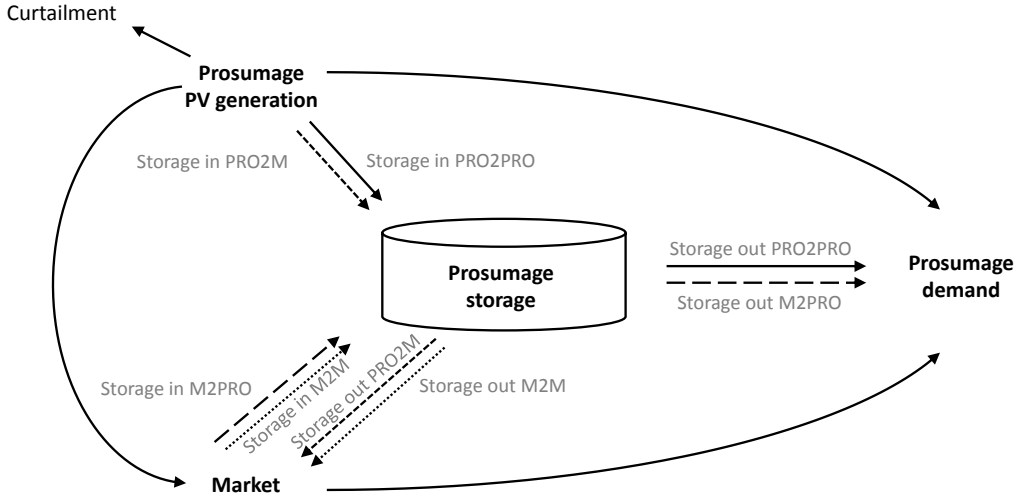 Curtailment
Prosumage
PV generation
Storage in PRO2M
Storage in PRO2PRO
Prosumage
storage
Storage out PRO2PRO
Storage out M2PRO
Prosumage
demand
Storage in M2PRO
Storage in M2M
Storage out PRO2M
Storage out M2M
Market